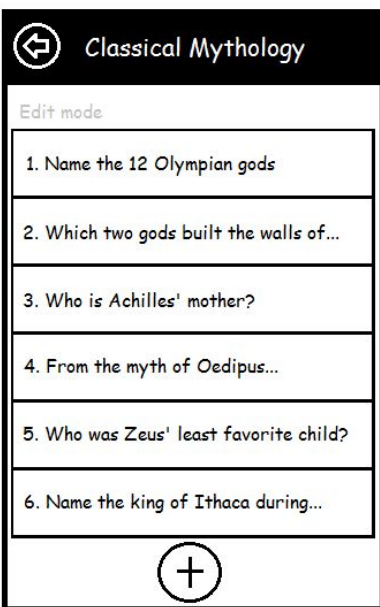 Classical Mythology
Edit mode
1. Name the 12 Olympian gods
2. Which two gods built the walls of...
3. Who is Achilles' mother?
4. From the myth of Oedipus...
5. Who was Zeus' least favorite child?
6. Name the king of Ithaca during...